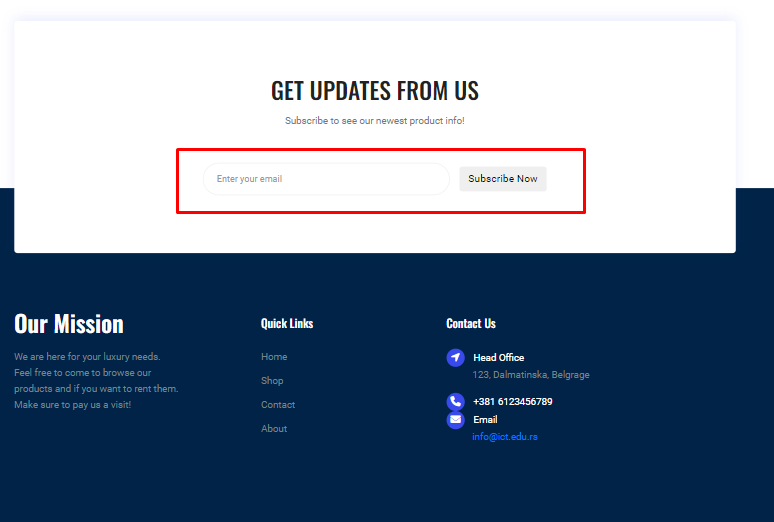 GET UPDATES FROM US
Subscribe to see our newest product info!
Enter your email
Subscribe Now
Our Mission
We are here for your luxury needs.
Feel free to come to browse our
products and if you want to rent them.
Make sure to pay us a visit!
Quick Links
Home
Shop
Contact
About
Contact Us
Head Office
123, Dalmatinska, Belgrage
+381 6123456789
Email
info@ict.edu.rs